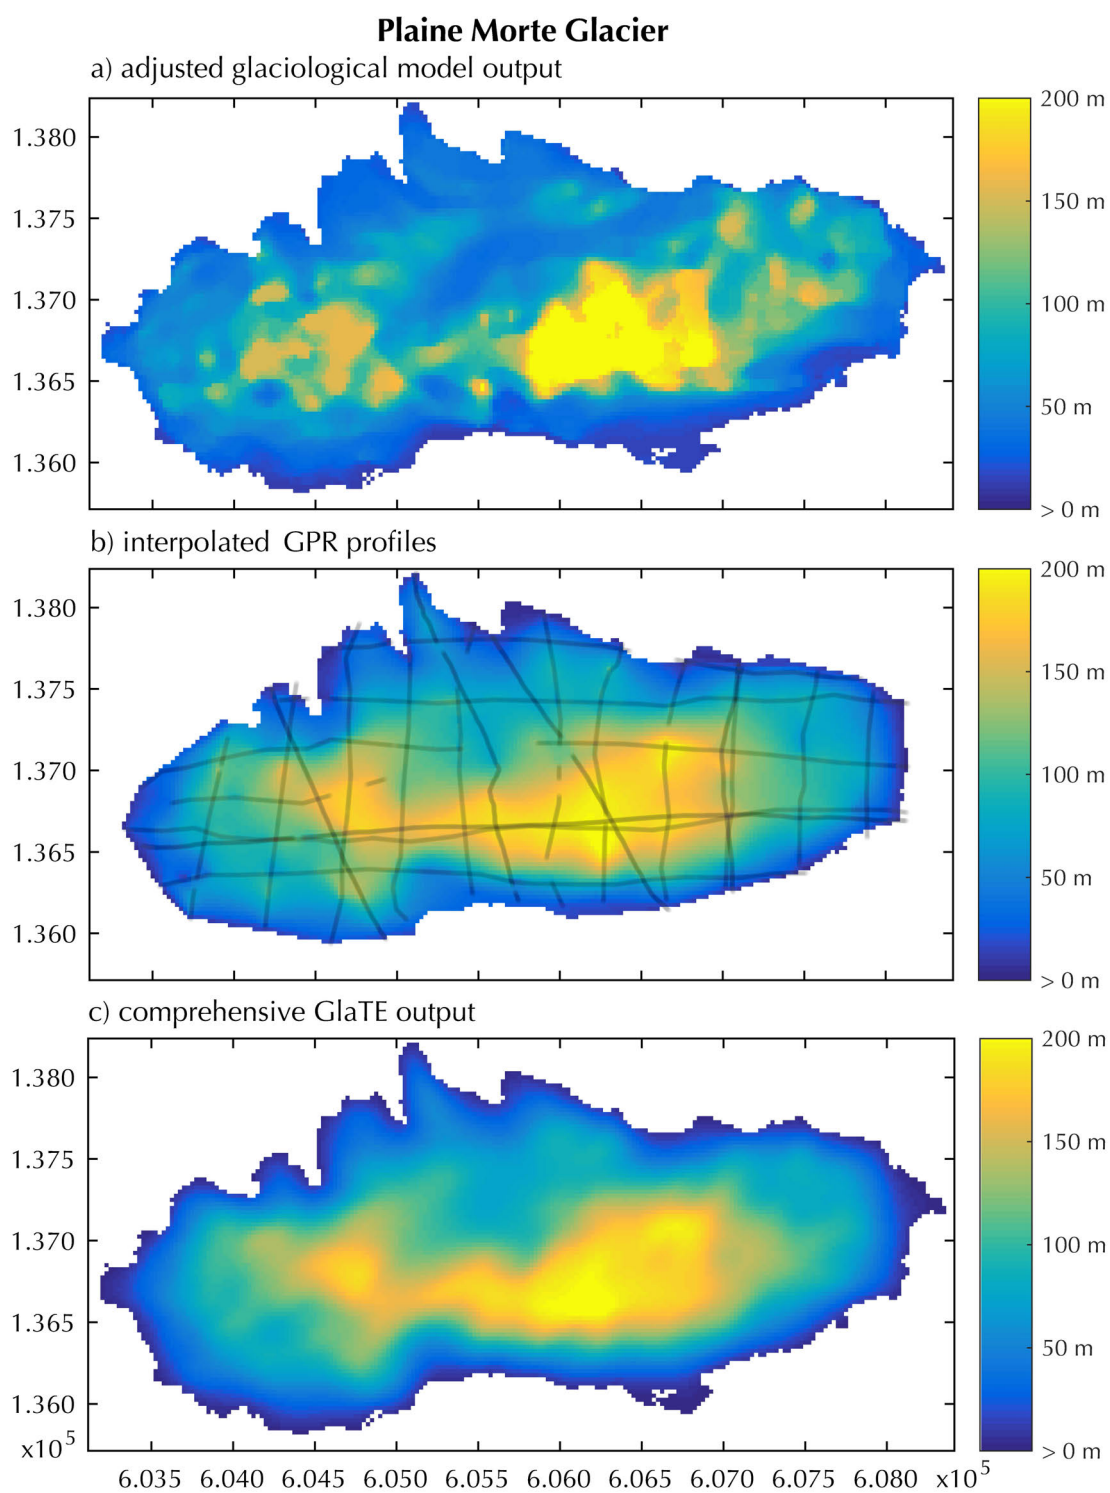 Plaine Morte Glacier
a) adjusted glaciological model output
200 m
1.380
1.375
150 m
1.370
100 m
1.365
50 m
1.360
> 0 m
b) interpolated GPR profiles
200 m
1.380
1.375
150 m
1.370
100 m
1.365
50 m
1.360
> 0 m
c) comprehensive GlaTE output
200 m
1.380
1.375
150 m
1.370
100 m
1.365
50 m
1.360
x10^5
> 0 m
6.035 6.040 6.045 6.050 6.055 6.060 6.065 6.070 6.075 6.080 x10^5